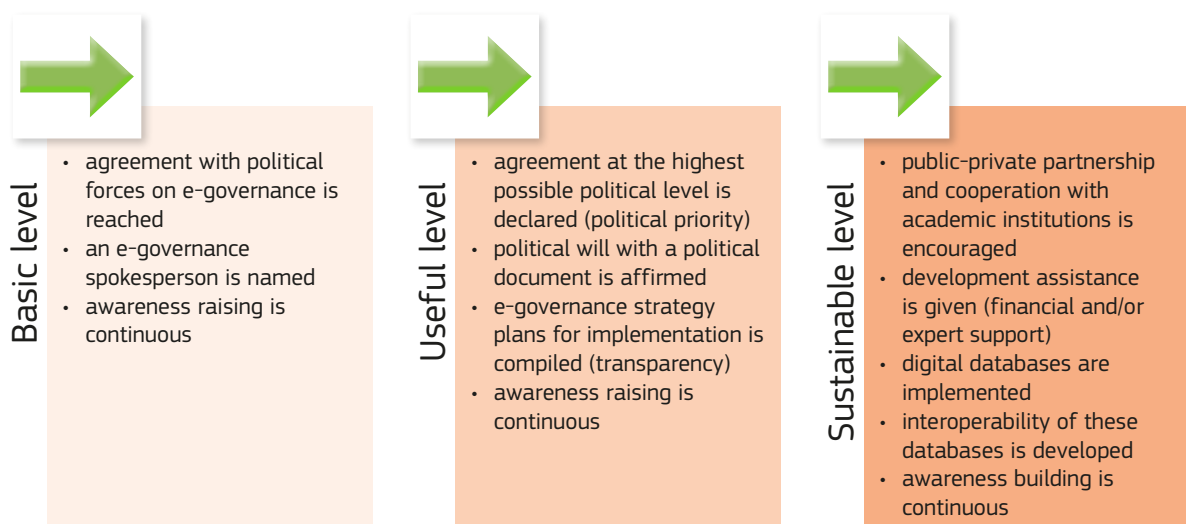 Basic level
• agreement with political
forces on e-governance is
reached
• an e-governance
spokesperson is named
• awareness raising is
continuous
Useful level
• agreement at the highest
possible political level is
declared (political priority)
• political will with a political
document is affirmed
• e-governance strategy
plans for implementation is
compiled (transparency)
• awareness raising is
continuous
Sustainable level
• public-private partnership
and cooperation with
academic institutions is
encouraged
• development assistance
is given (financial and/or
expert support)
• digital databases are
implemented
• interoperability of these
databases is developed
• awareness building is
continuous